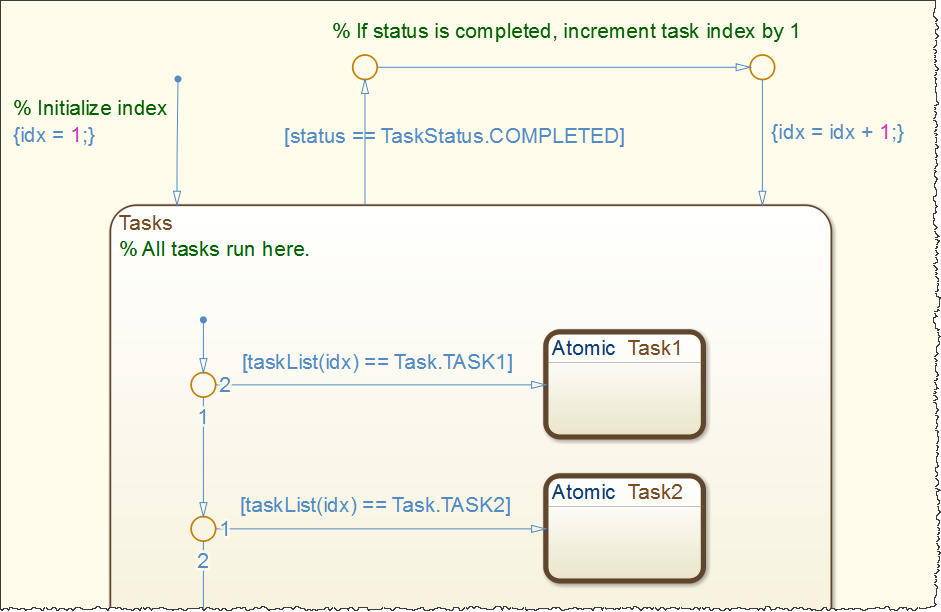 % If status is completed, increment task index by 1
% Initialize index
{idx = 1;}
[status == TaskStatus.COMPLETED]
{idx = idx + 1;}
Tasks
% All tasks run here.
[taskList(idx) == Task.TASK1]
Atomic Task1
2
1
[taskList(idx) == Task.TASK2]
Atomic Task2
1
2